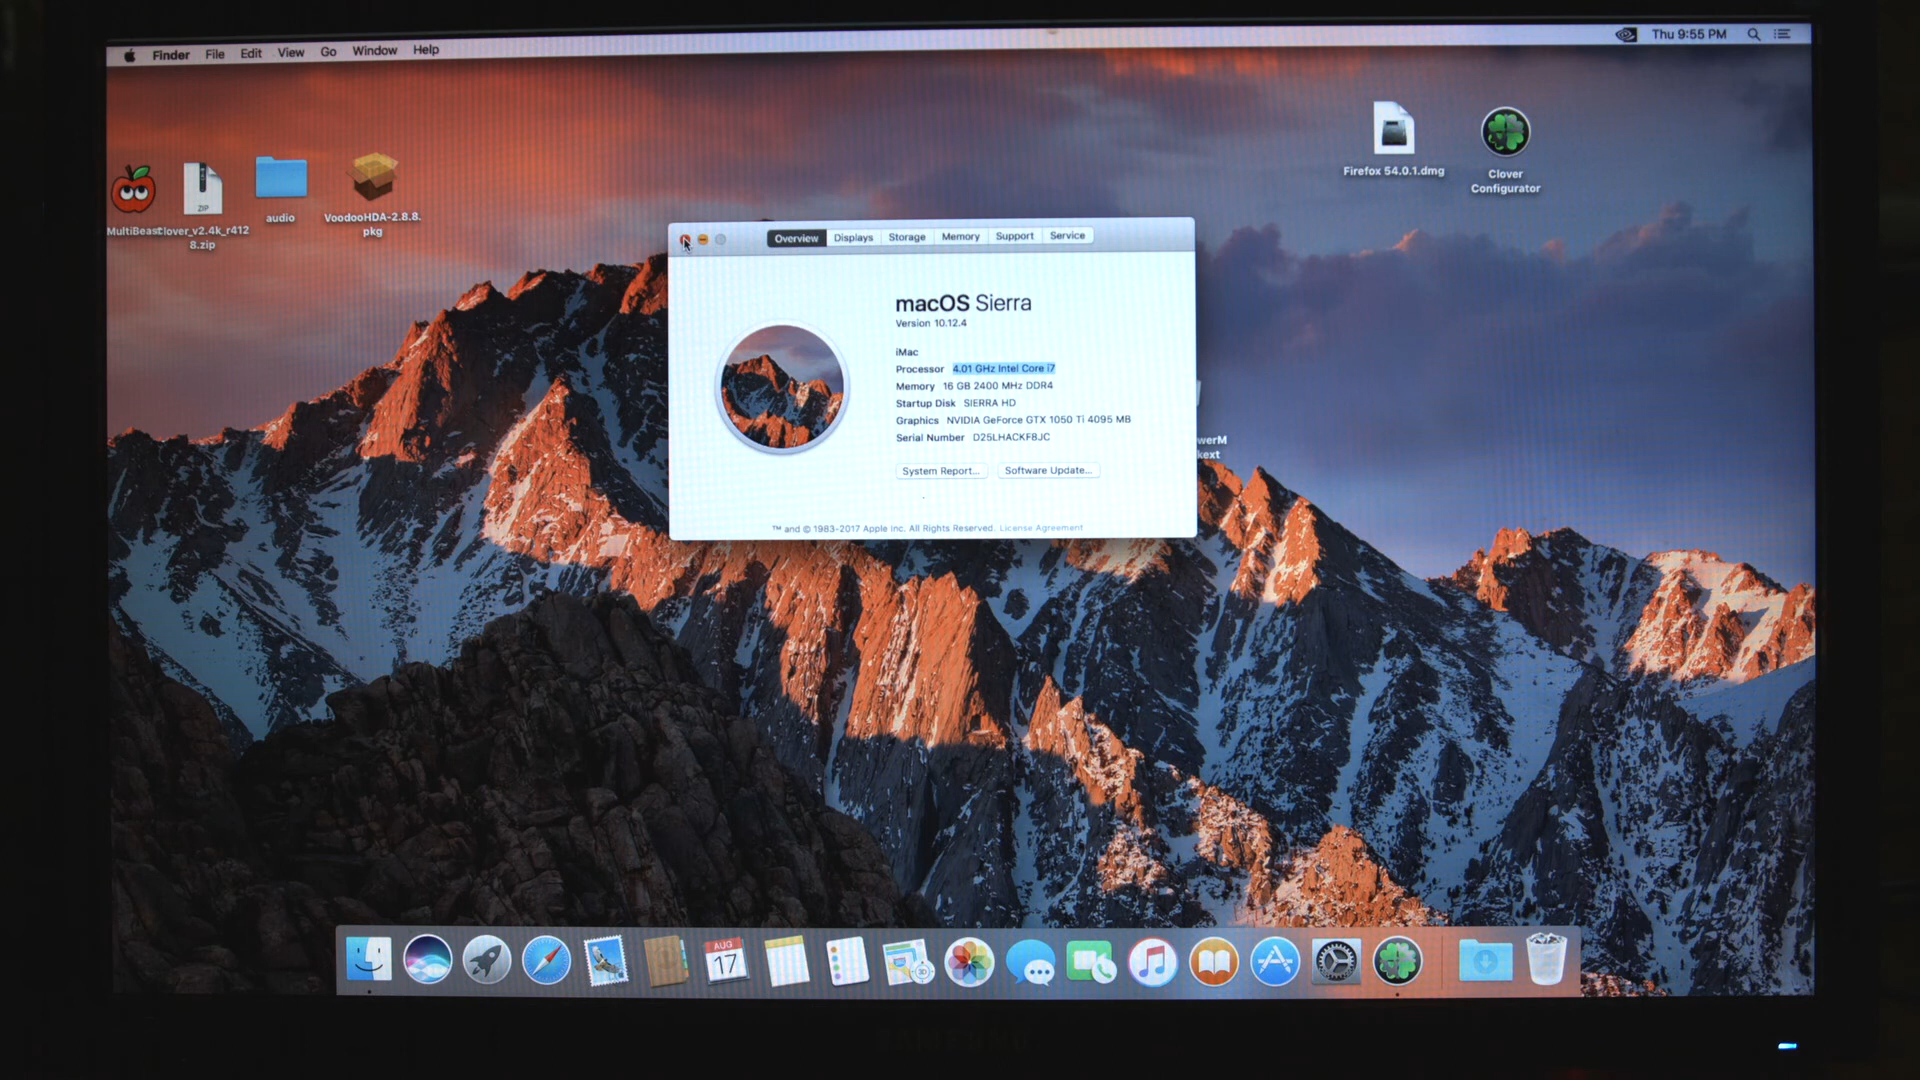 Finder File Edit View Go Window Help
Thu 9:55 PM
Firefox 54.0.1.dmg
Clover
Configurator
ZIP
MultiBeast
Clover_v2.4k_r412
8.zip
audio
VoodooHDA-2.8.8.
pkg
Overview Displays Storage Memory Support Service
macOS Sierra
Version 10.12.4
iMac
Processor 4.01 GHz Intel Core i7
Memory 16 GB 2400 MHz DDR4
Startup Disk SIERRA HD
Graphics NVIDIA GeForce GTX 1050 Ti 4095 MB
Serial Number D25LHACKF8JC
System Report... Software Update...
™ and © 1983-2017 Apple Inc. All Rights Reserved. License Agreement
werM
kext
AUG
17
3D
SAMSUNG